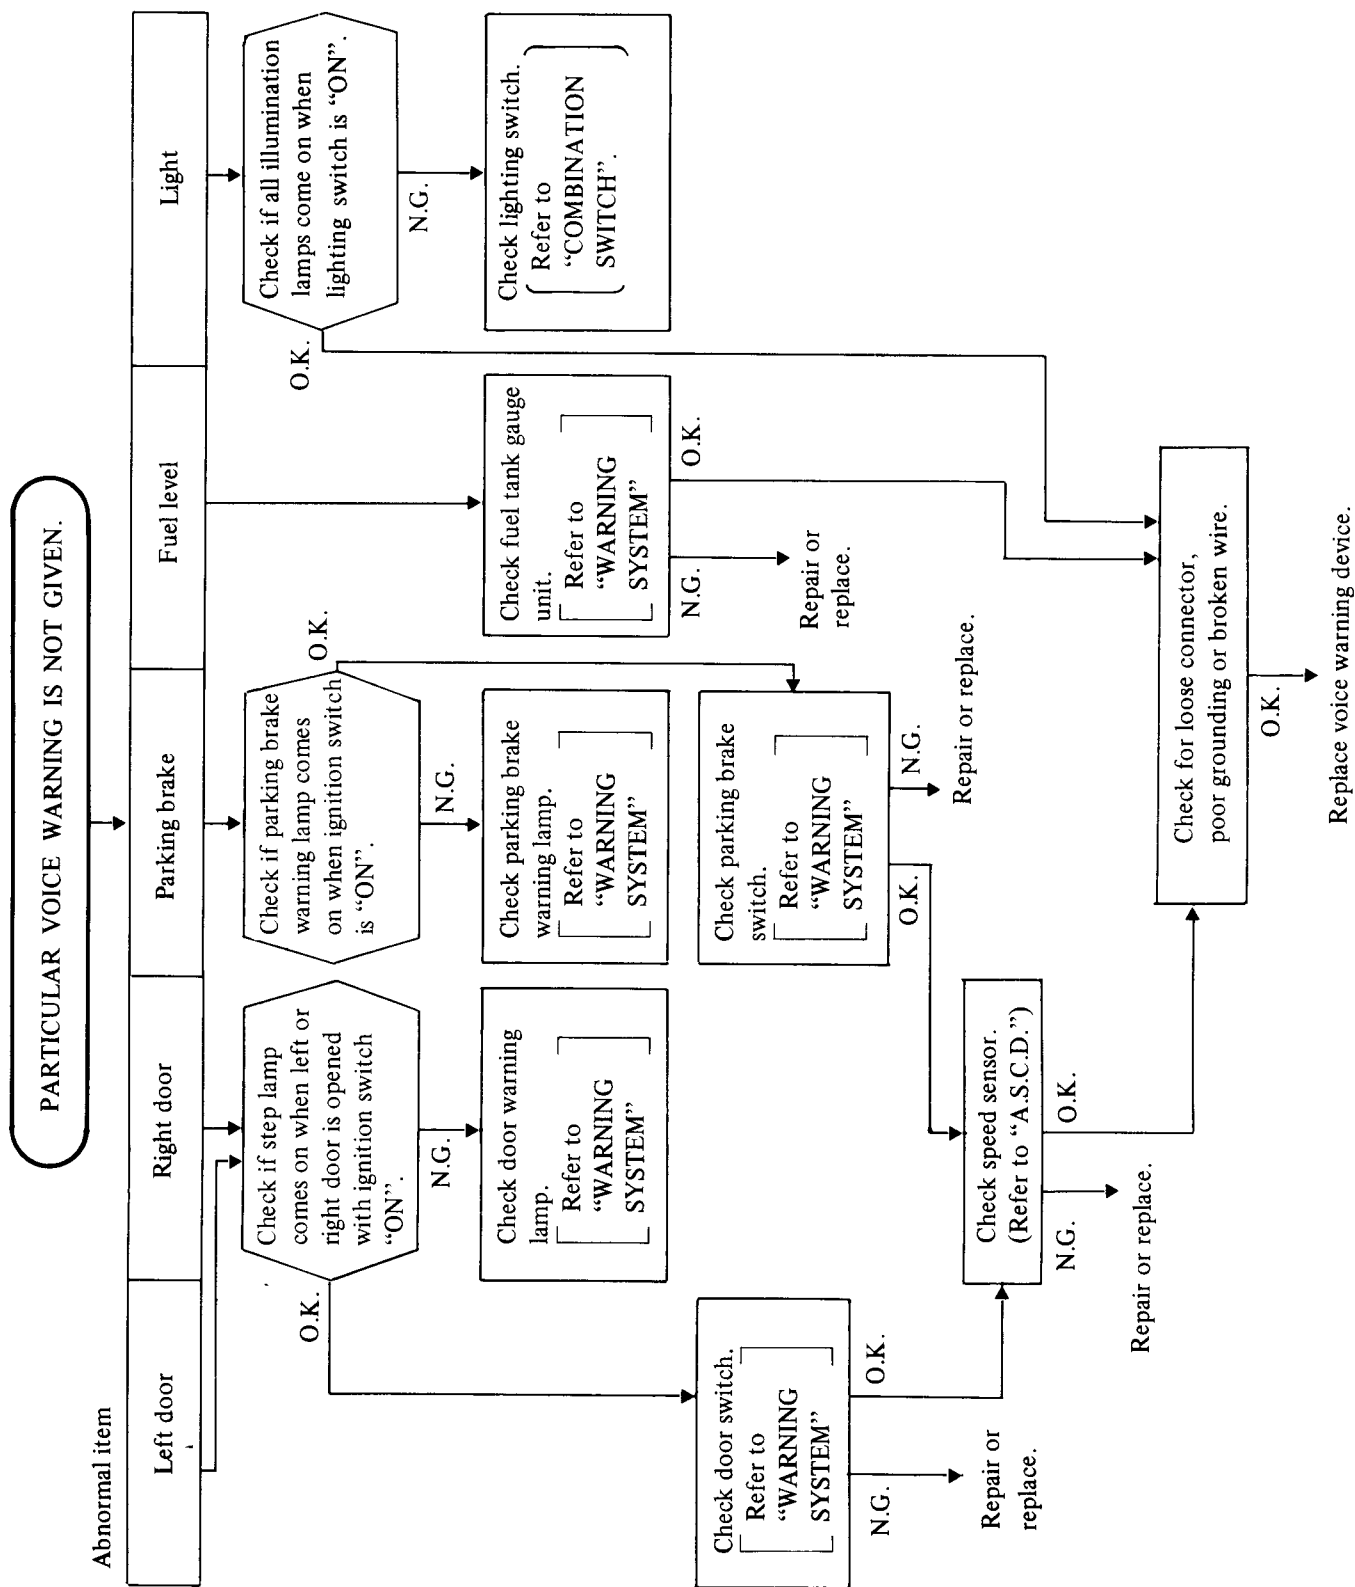 PARTICULAR VOICE WARNING IS NOT GIVEN.
Abnormal item
Left door
Right door
Parking brake
Fuel level
Light
Check if step lamp
comes on when left or
right door is opened
with ignition switch
“ON”.
O.K.
N.G.
Check if parking brake
warning lamp comes
on when ignition switch
is “ON”.
O.K.
N.G.
Check if all illumination
lamps come on when
lighting switch is “ON”.
O.K.
N.G.
Check door warning
lamp.
Refer to
“WARNING
SYSTEM”
Check parking brake
warning lamp.
Refer to
“WARNING
SYSTEM”
Check fuel tank gauge
unit.
Refer to
“WARNING
SYSTEM”
N.G.
O.K.
Repair or
replace.
Check lighting switch.
Refer to
“COMBINATION
SWITCH”.
Check door switch.
Refer to
“WARNING
SYSTEM”
N.G.
O.K.
Repair or
replace.
Check parking brake
switch.
Refer to
“WARNING
SYSTEM”
O.K.
N.G.
Repair or replace.
Check speed sensor.
(Refer to “A.S.C.D.”)
N.G.
O.K.
Repair or replace.
Check for loose connector,
poor grounding or broken wire.
O.K.
Replace voice warning device.